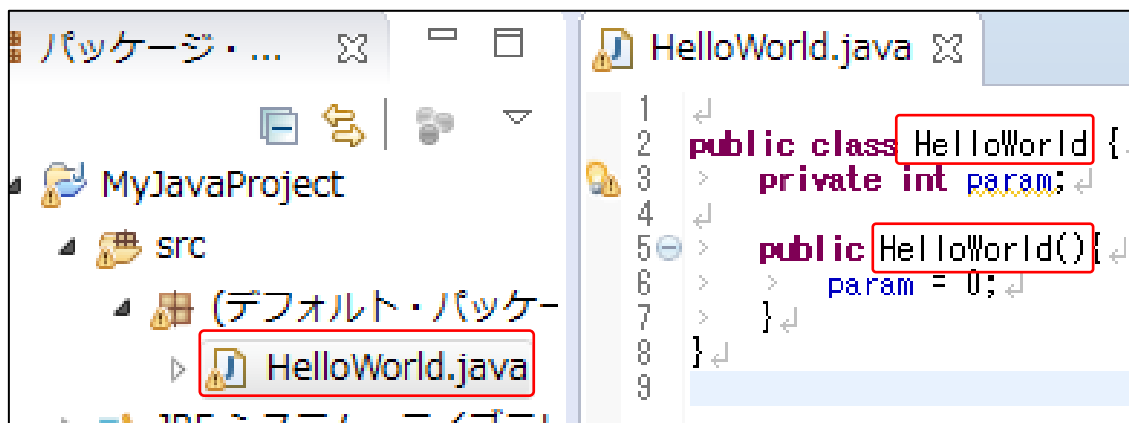 パッケージ・...
MyJavaProject
src
(デフォルト・パッケー
HelloWorld.java
HelloWorld.java
1
2 public class HelloWorld {
3 private int param;
4
5 public HelloWorld(){
6 param = 0;
7 }
8 }
9